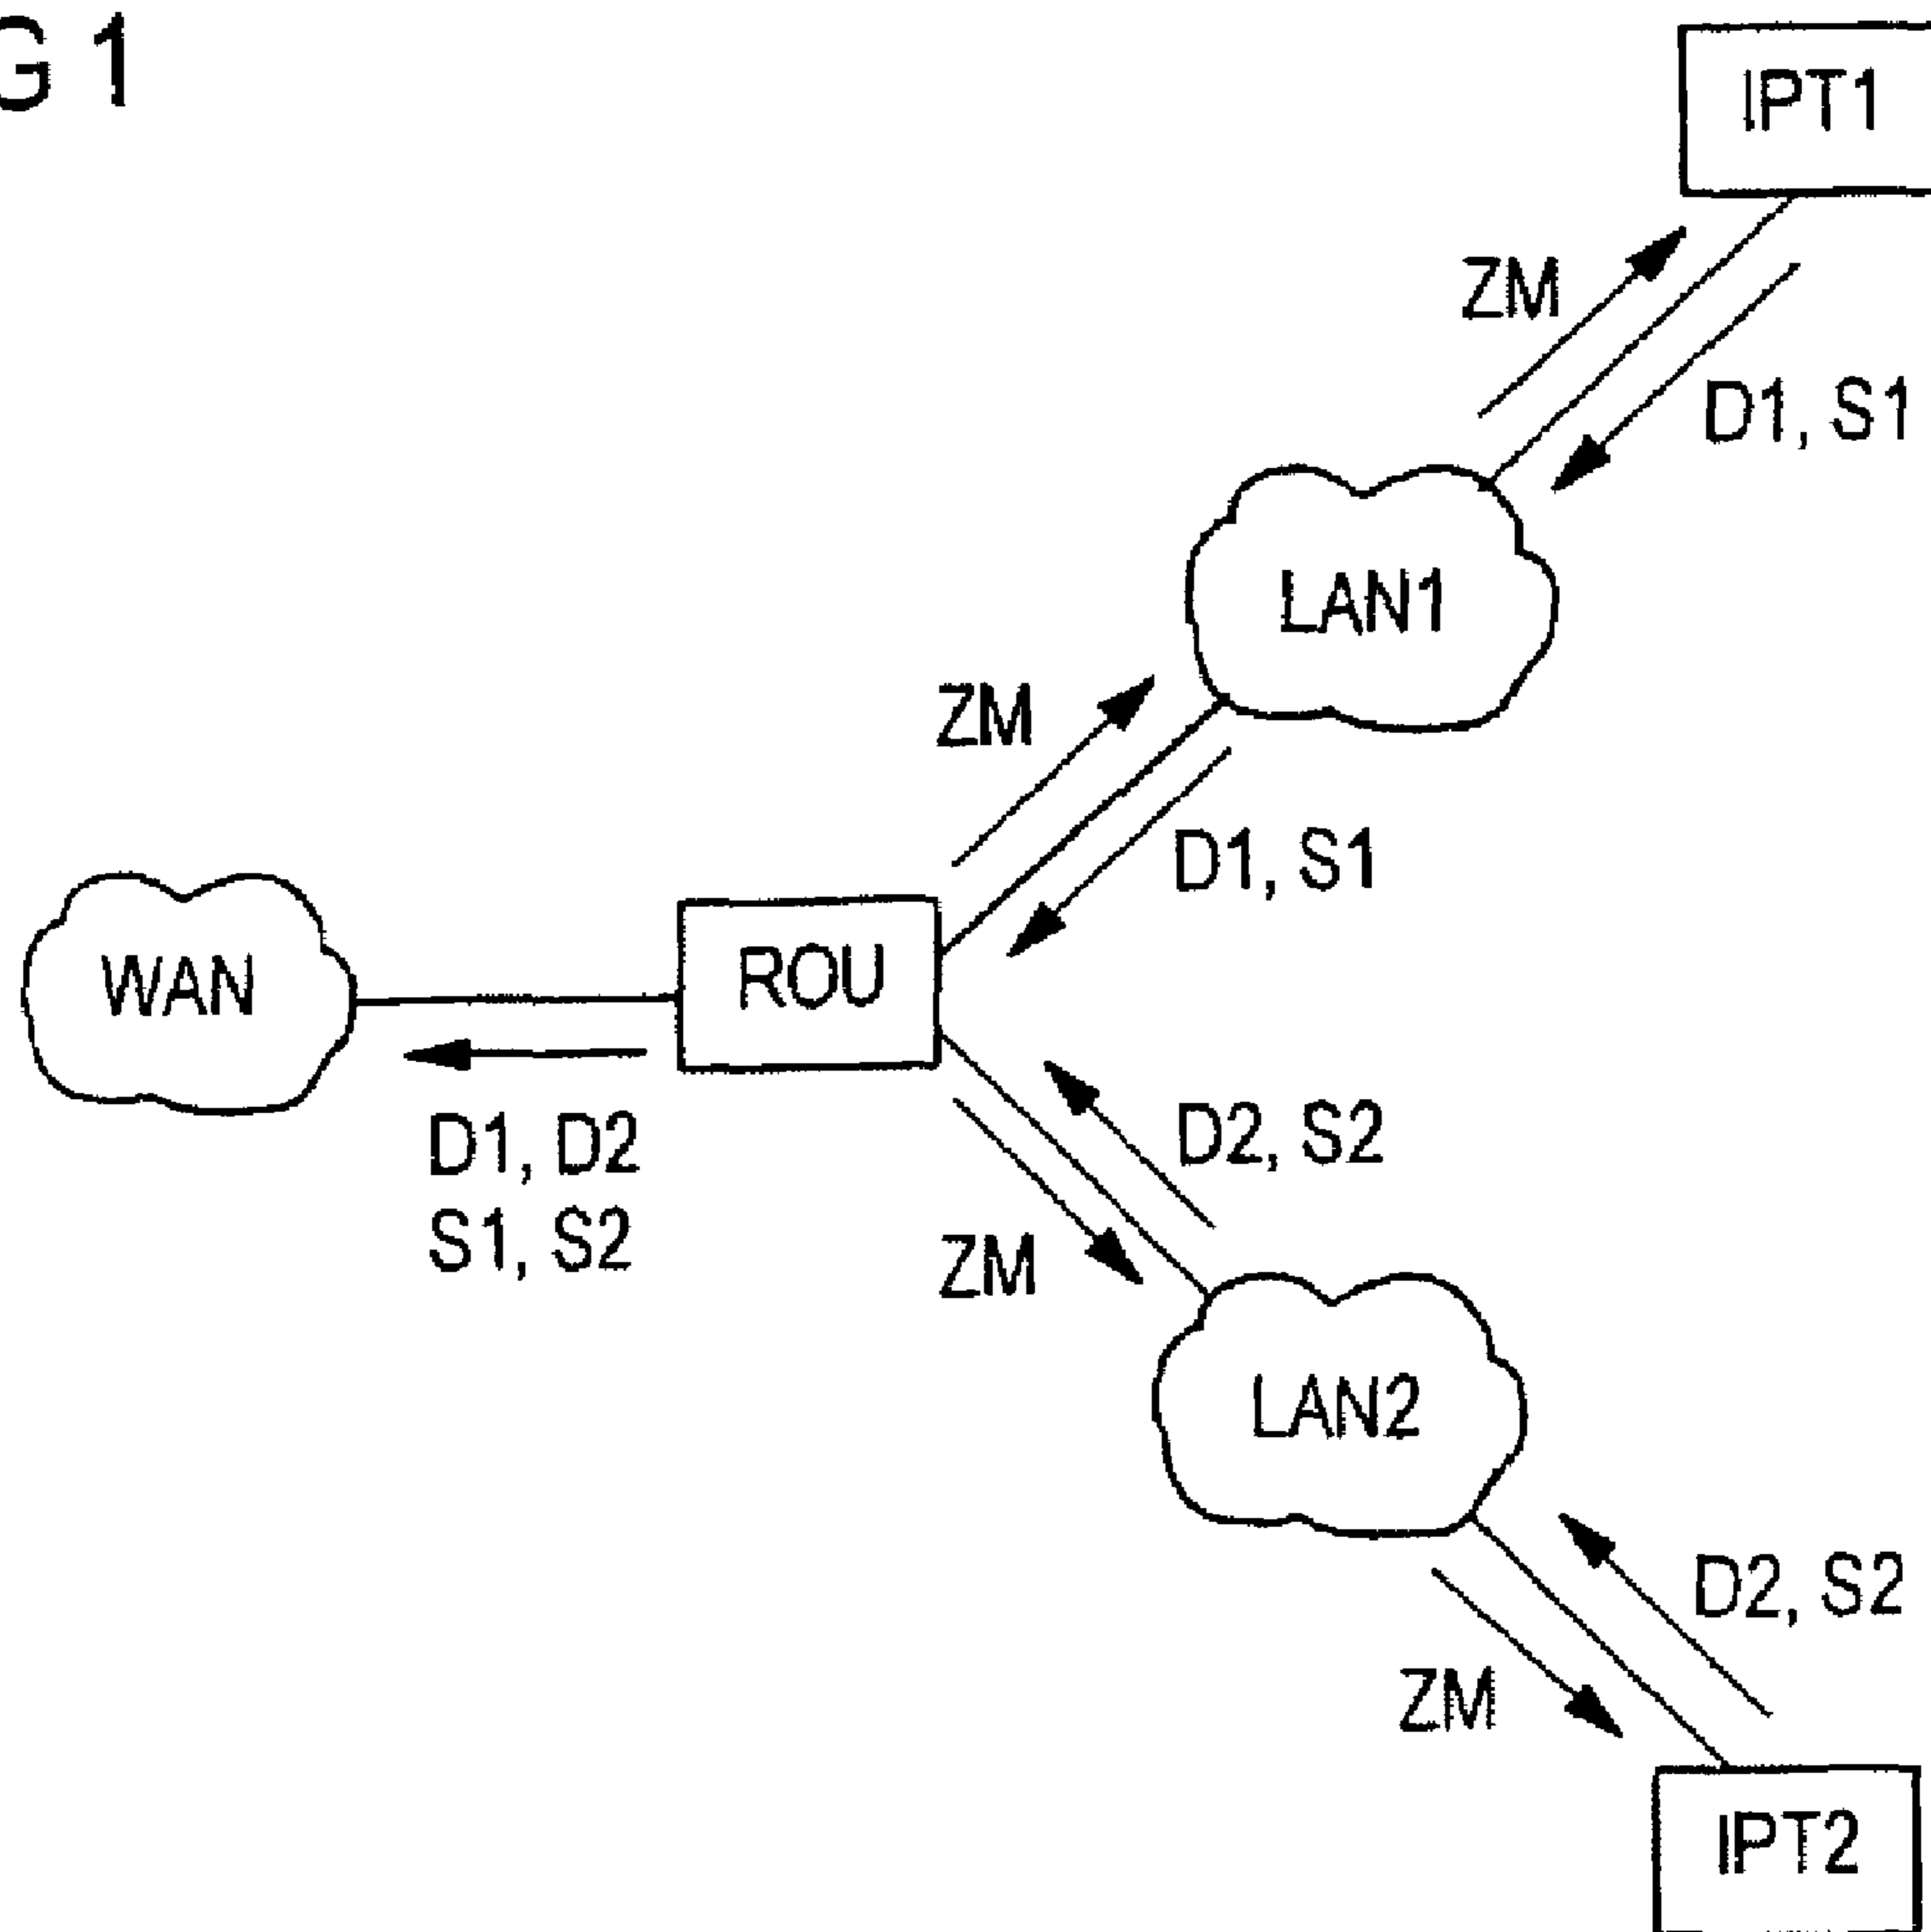 G 1
IPT1
ZM
D1, S1
LAN1
ZM
D1, S1
WAN
ROU
D1, D2
S1, S2
D2, S2
ZM
LAN2
D2, S2
ZM
IPT2